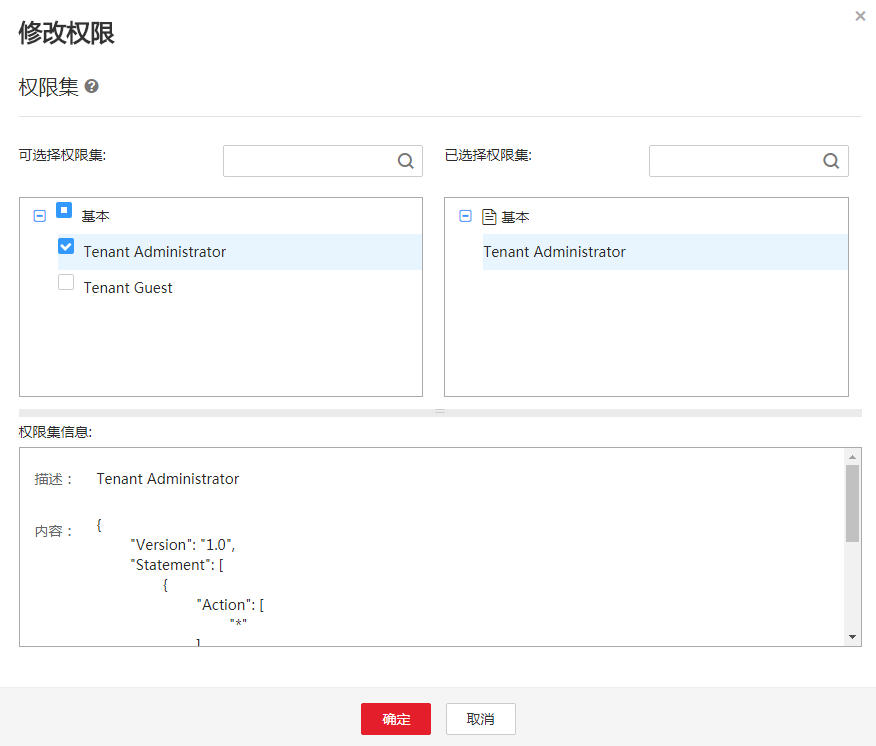 修改权限
权限集
可选择权限集:
已选择权限集:
基本
Tenant Administrator
Tenant Guest
基本
Tenant Administrator
权限集信息:
描述： Tenant Administrator
内容： {
"Version": "1.0",
"Statement": [
{
"Action": [
"*"
]
确定 取消